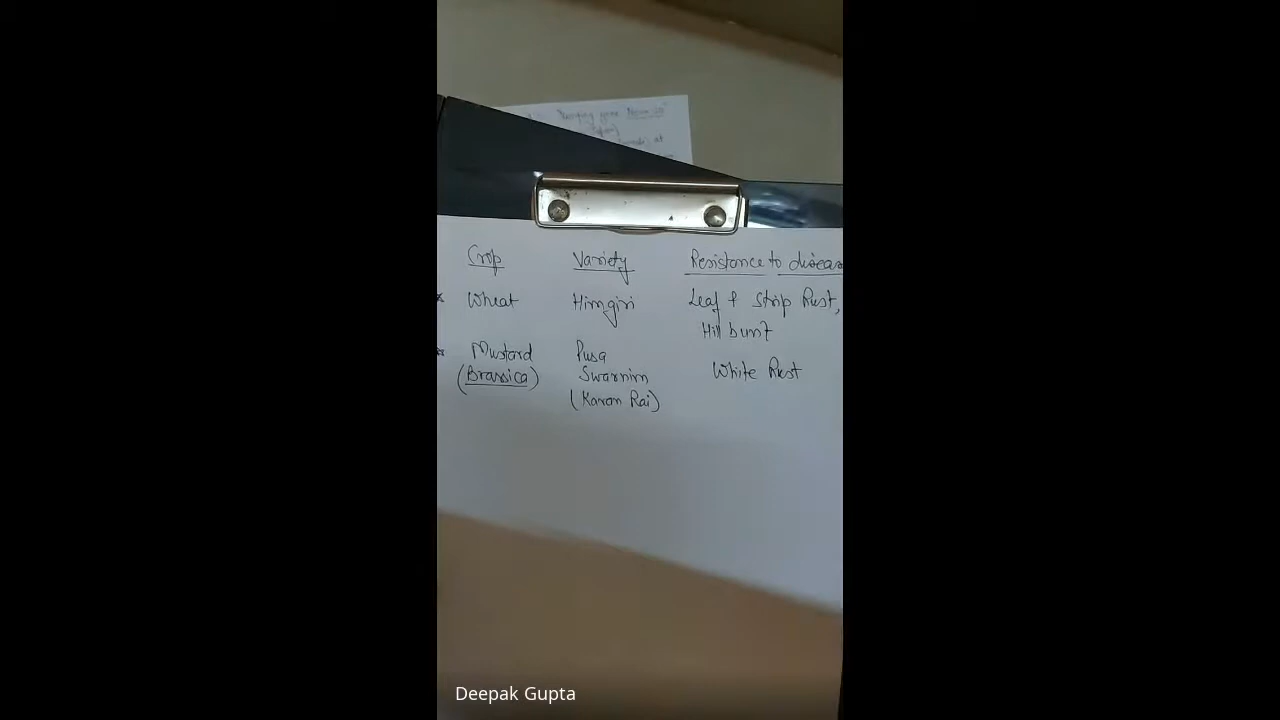 Crop Variety Resistance to diseas
Wheat Himgiri Leaf & Strip Rust,
Hill bunt
Mustard Pusa
(Brassica) Swarnim White Rust
(Karan Rai)
Deepak Gupta